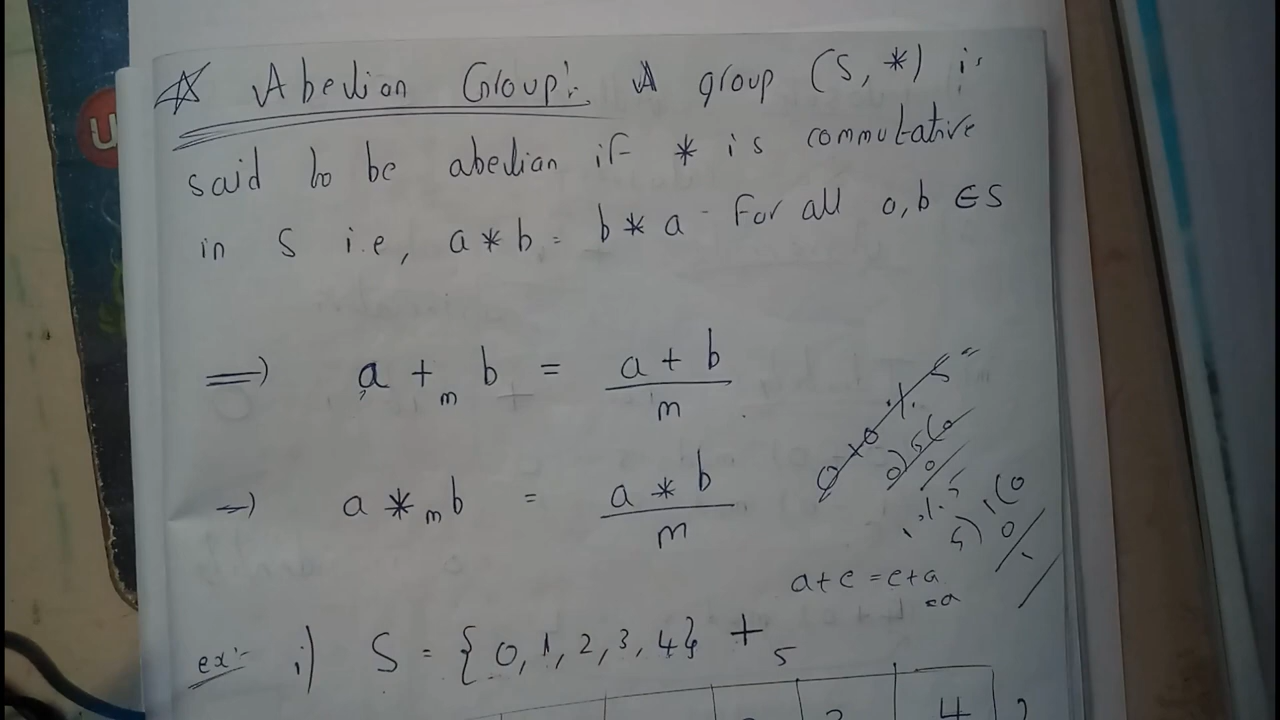 ☆ Abelian Group:- A group (S, *) is
said to be abelian if * is commutative
in S i.e, a * b = b * a for all a, b ∈ S
=> a +ₘ b = (a + b)/m
→ a *ₘ b = (a * b)/m
a+e = e+a
=a
ex:- i) S = {0, 1, 2, 3, 4} +₅
4